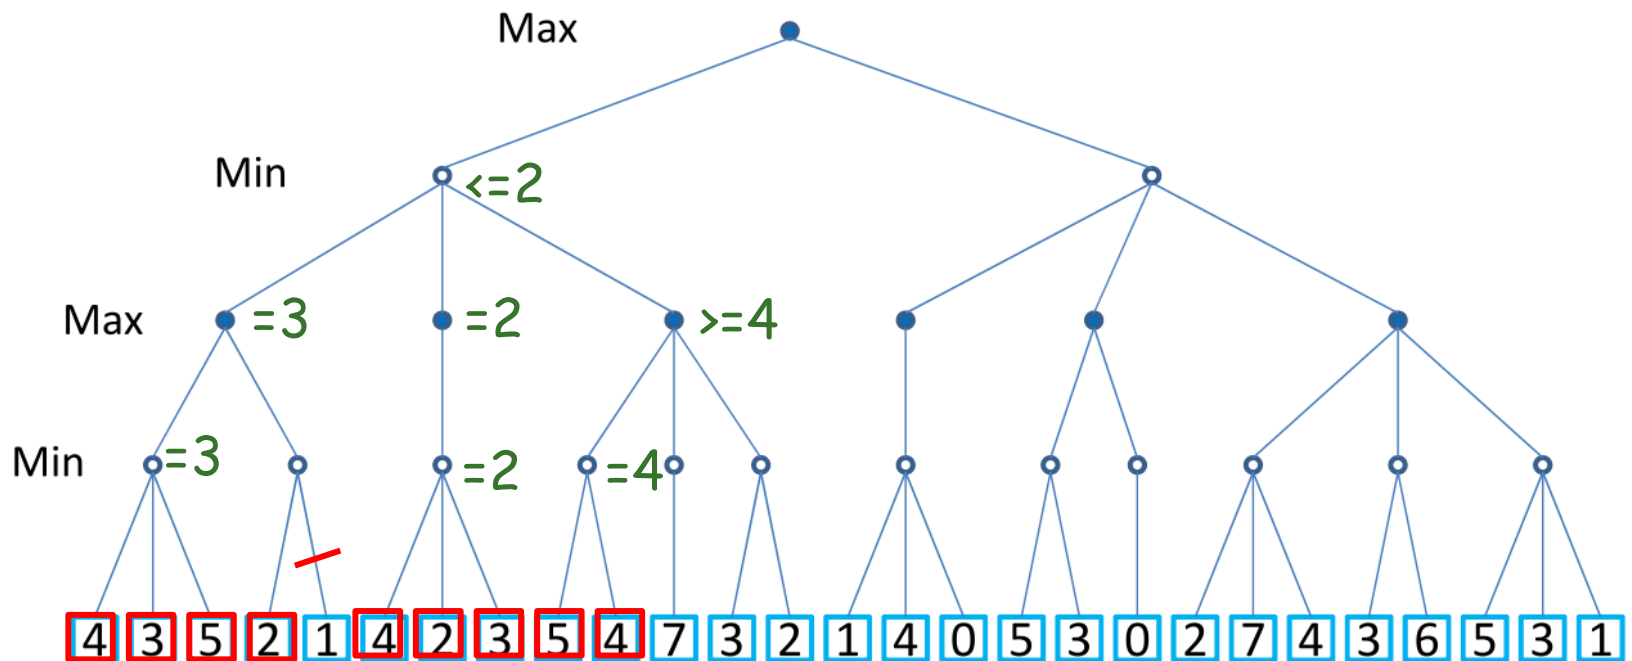 Max
Min <=2
Max =3 =2 >=4
Min =3 =2 =4
4 3 5 2 1 4 2 3 5 4 7 3 2 1 4 0 5 3 0 2 7 4 3 6 5 3 1